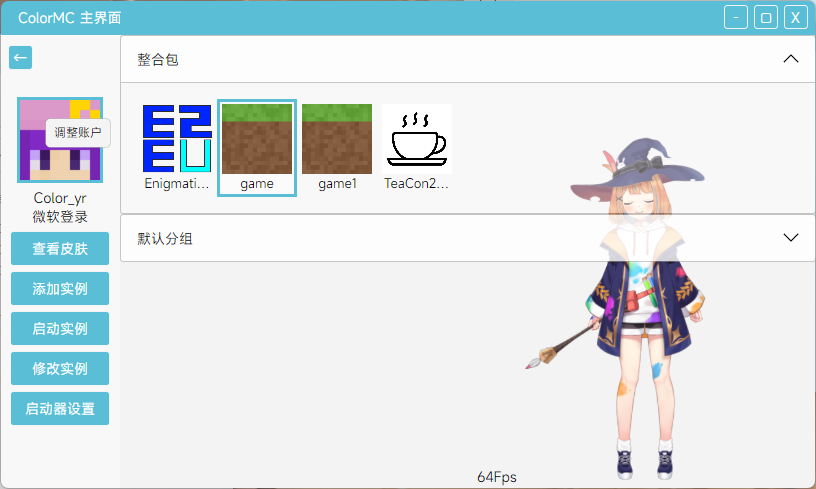 ColorMC 主界面
整合包
调整账户
E2
EU
Enigmati...
game
game1
TeaCon2...
Color_yr
微软登录
查看皮肤
添加实例
启动实例
修改实例
启动器设置
默认分组
64Fps